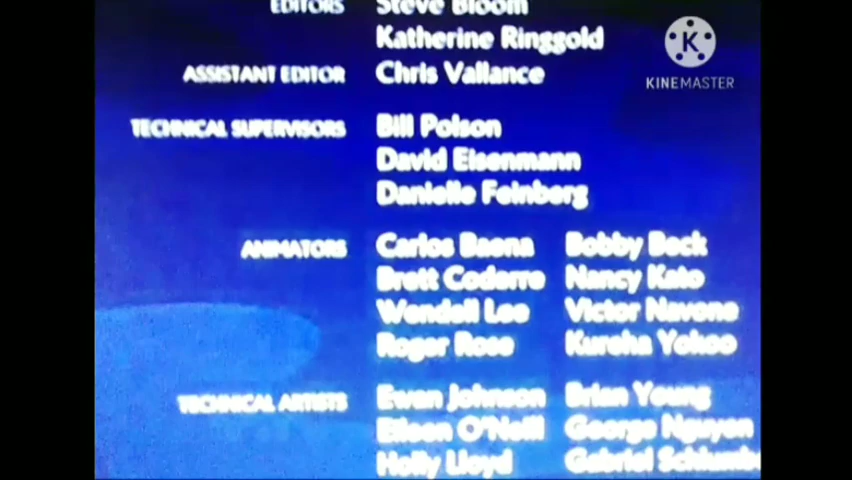 EDITORS Steve Bloom
Katherine Ringgold
KINEMASTER
ASSISTANT EDITOR Chris Vallance
TECHNICAL SUPERVISORS Bill Polson
David Eisenmann
Danielle Feinberg
ANIMATORS Carlos Baena Bobby Beck
Brett Coderre Nancy Kato
Wendell Lee Victor Navone
Roger Rose Kureha Yokoo
TECHNICAL ARTISTS Ewan Johnson Brian Young
Eileen O'Neill George Nguyen
Holly Lloyd Gabriel